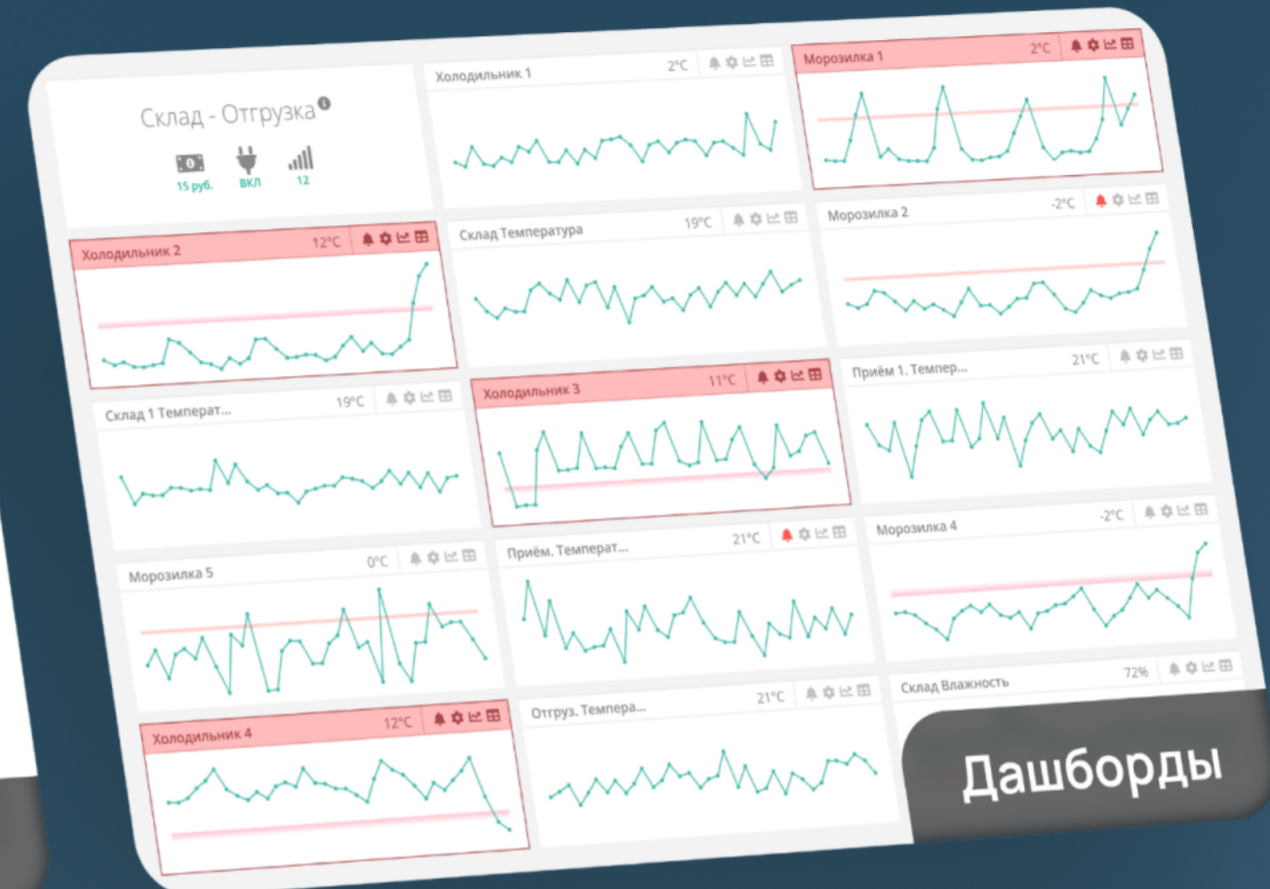 Склад - Отгрузка
15 руб.
ВКЛ
12
Холодильник 1 2°C
Морозилка 1 2°C
Холодильник 2 12°C
Склад Температура 19°C
Морозилка 2 -2°C
Склад 1 Температ... 19°C
Холодильник 3 11°C
Приём 1. Темпер... 21°C
Морозилка 5 0°C
Приём. Температ... 21°C
Морозилка 4 -2°C
Холодильник 4 12°C
Отгруз. Темпера... 21°C
Склад Влажность 72%
Дашборды